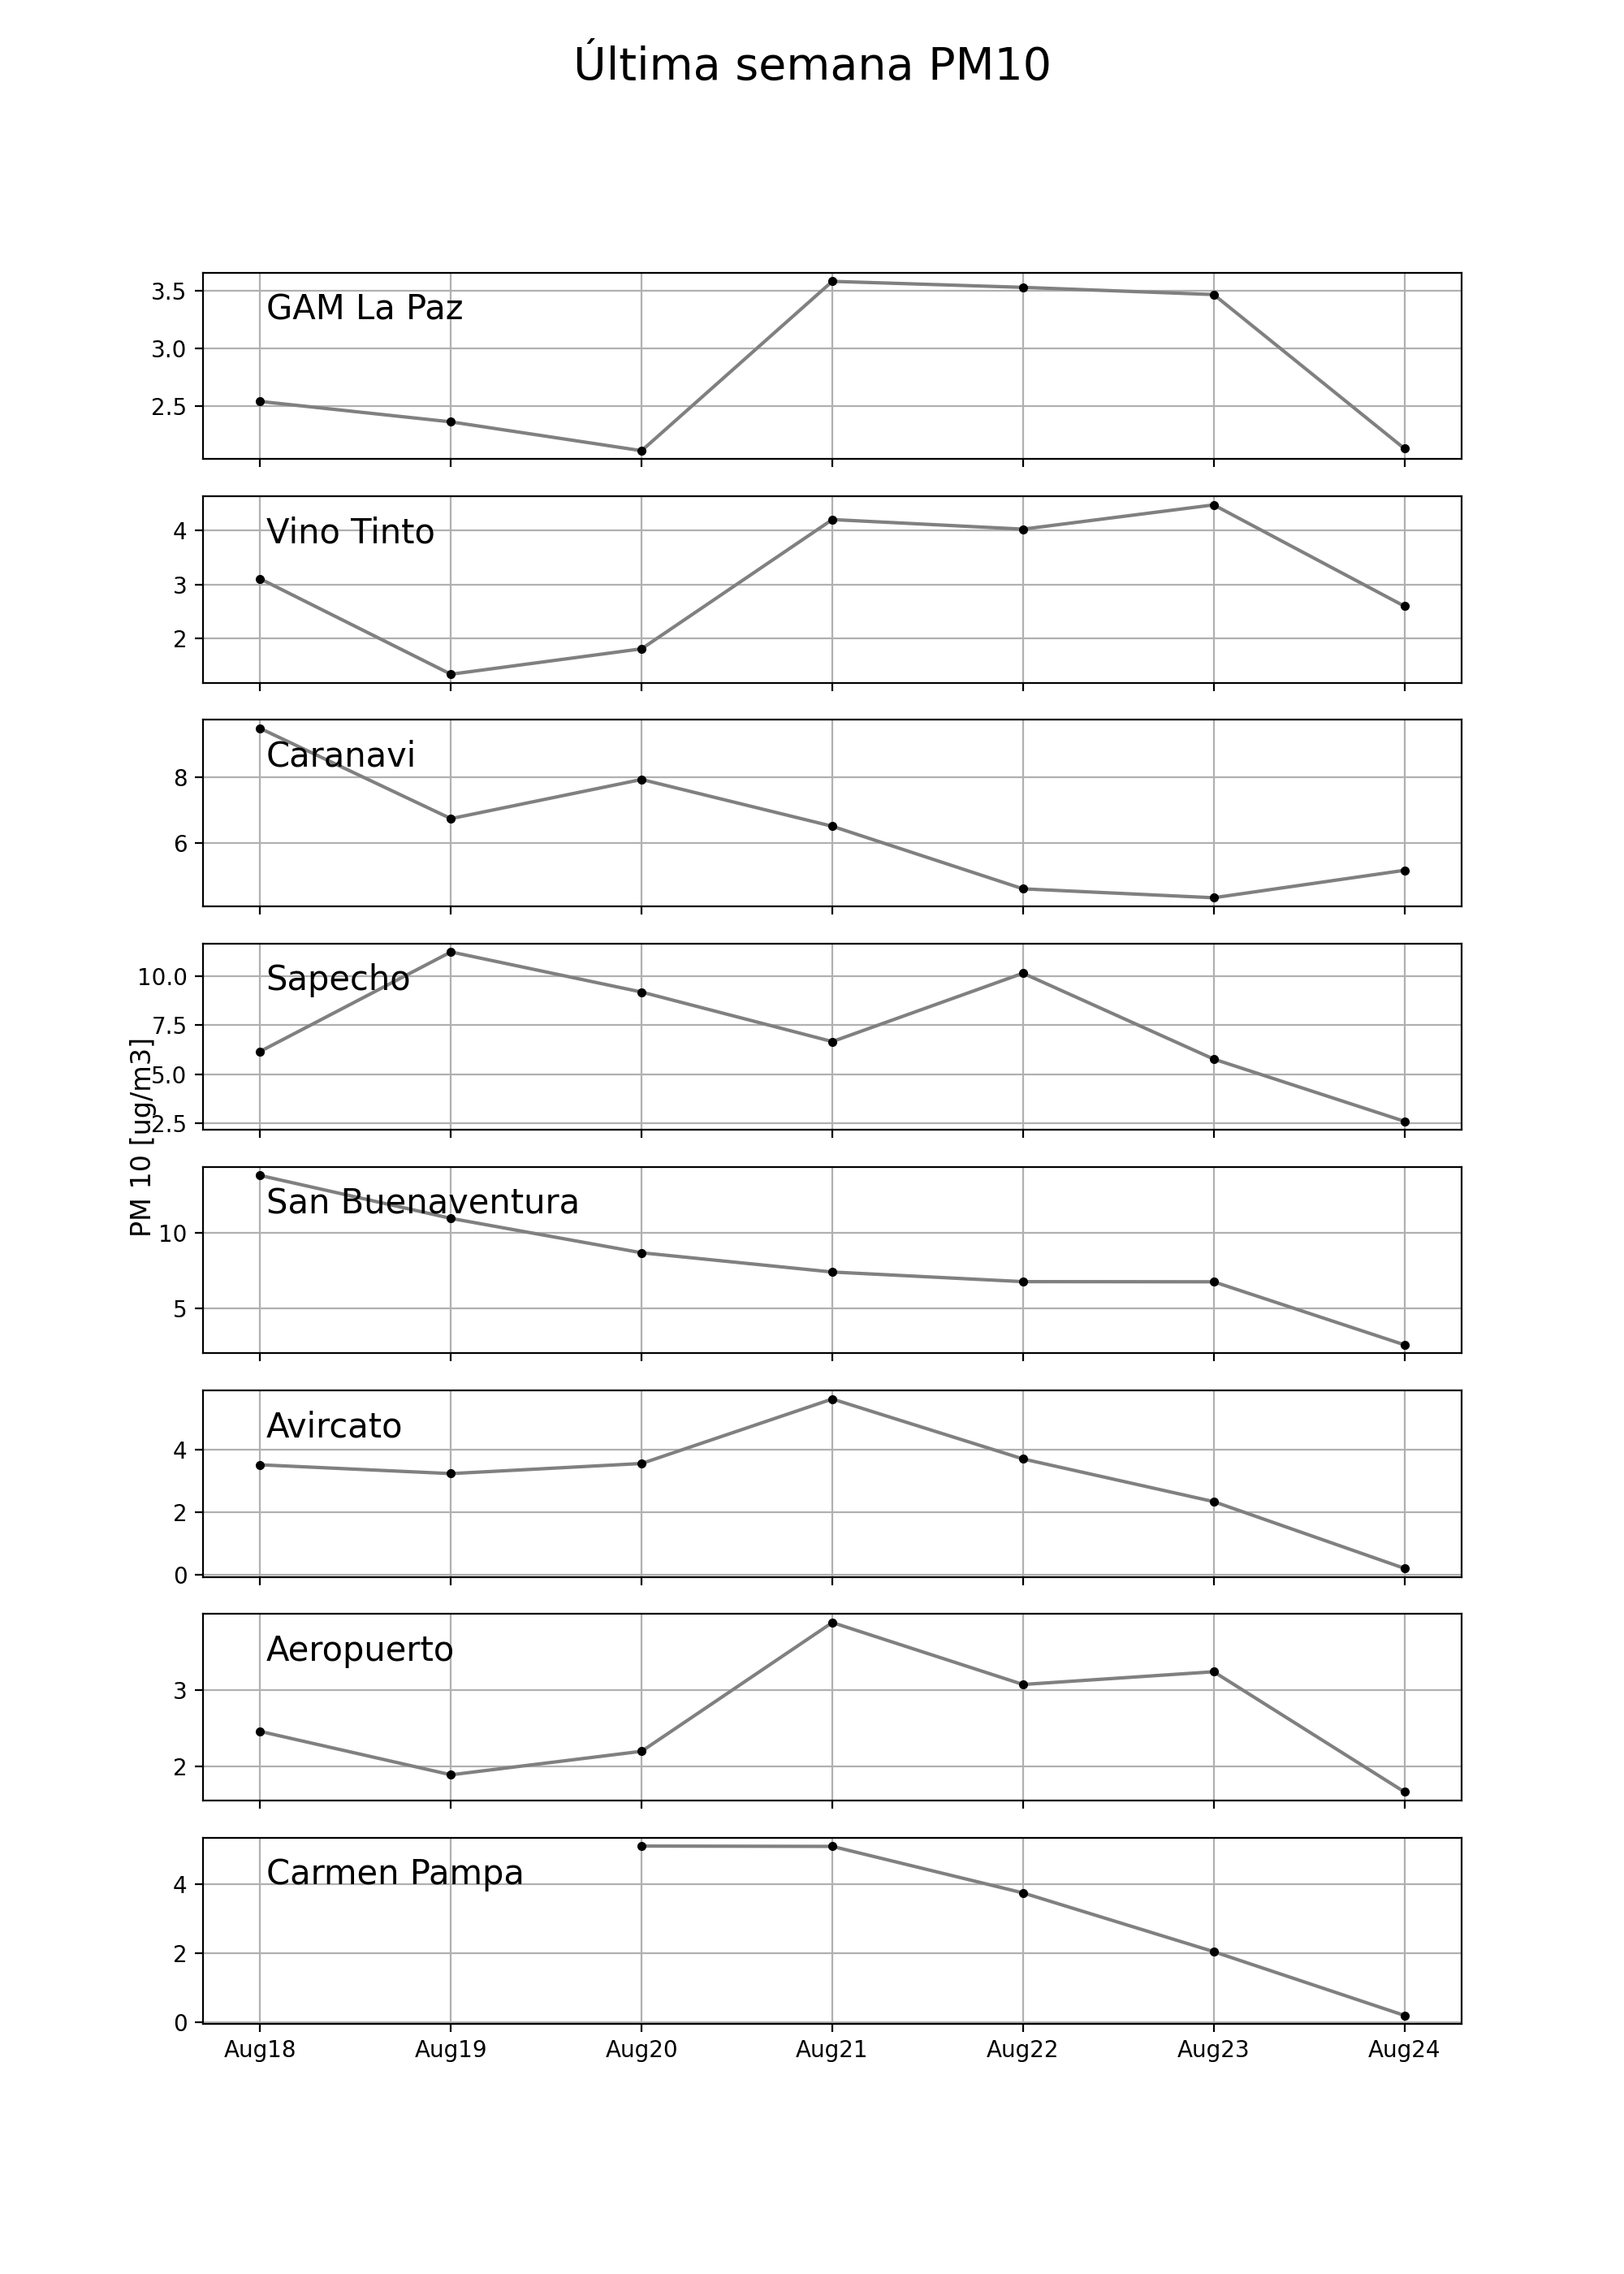 Última semana PM10
3.5
3.0
2.5
GAM La Paz
4
3
2
Vino Tinto
8
6
Caranavi
10.0
7.5
5.0
2.5
Sapecho
PM 10 [ug/m3]
10
5
San Buenaventura
4
2
0
Avircato
3
2
Aeropuerto
4
2
0
Carmen Pampa
Aug18 Aug19 Aug20 Aug21 Aug22 Aug23 Aug24